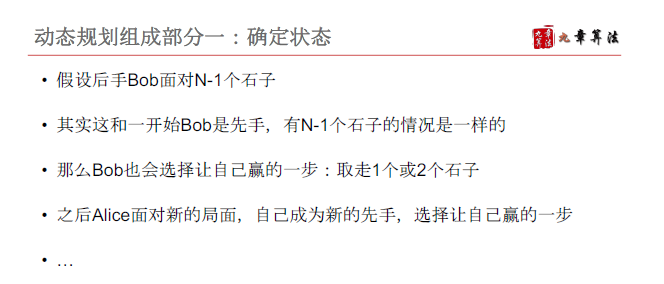 动态规划组成部分一：确定状态
九章算法 九章算法
• 假设后手Bob面对N-1个石子
• 其实这和一开始Bob是先手，有N-1个石子的情况是一样的
• 那么Bob也会选择让自己赢的一步：取走1个或2个石子
• 之后Alice面对新的局面，自己成为新的先手，选择让自己赢的一步
• …